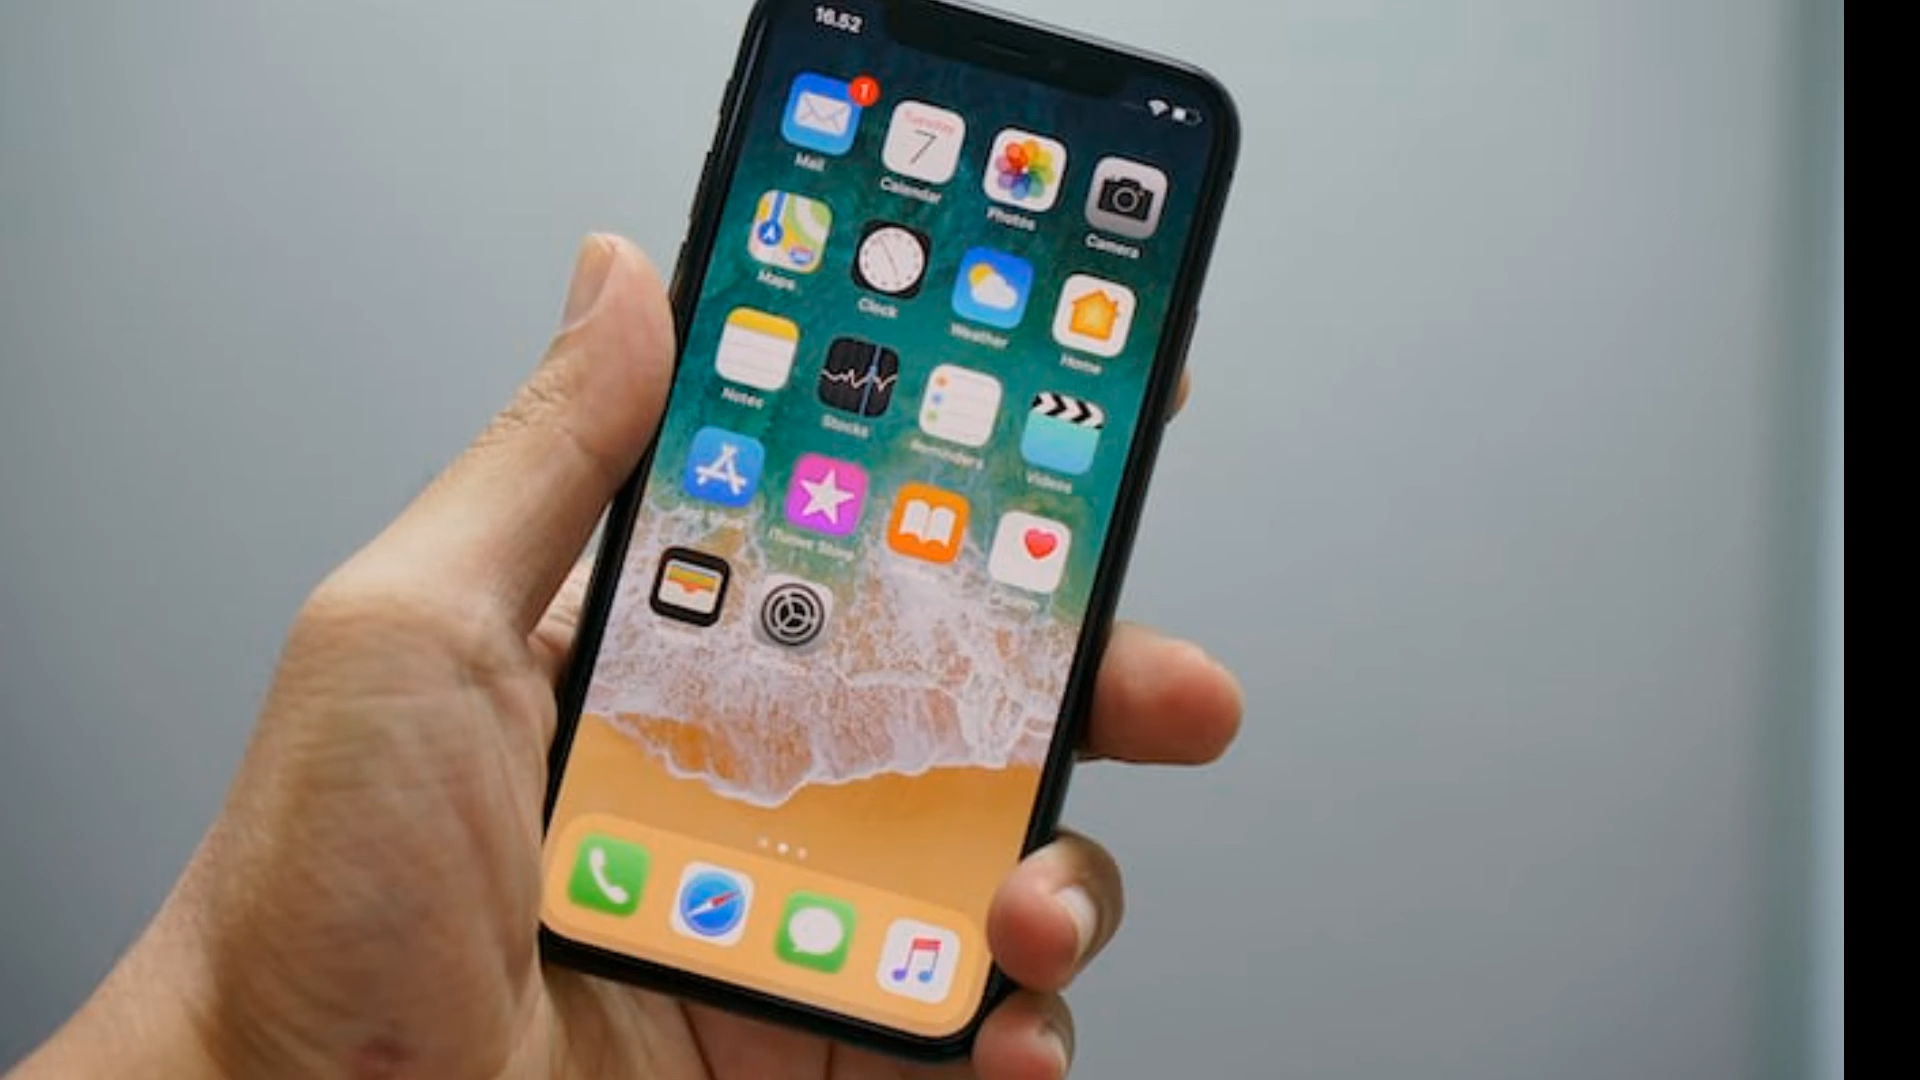 16.52
1
Mail
Tuesday
7
Calendar
Photos
Camera
Maps
Clock
Weather
Home
Notes
Stocks
Reminders
Videos
iTunes Store